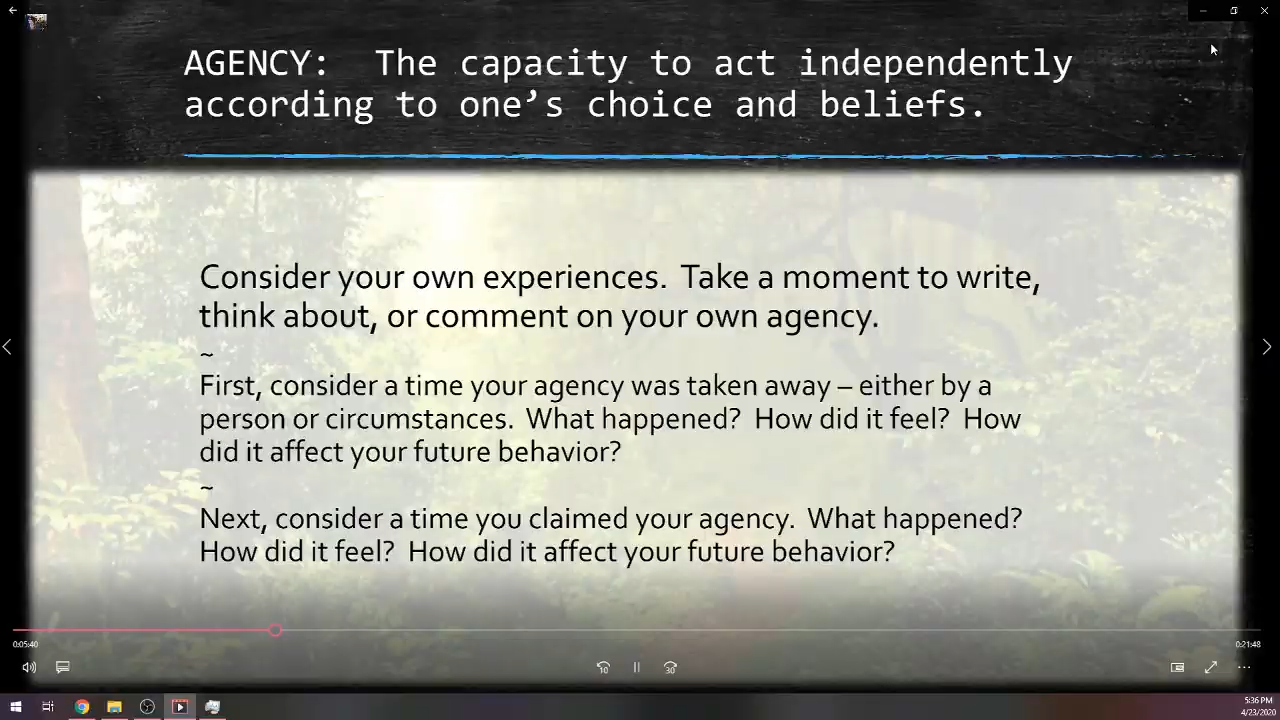 AGENCY:  The capacity to act independently
according to one’s choice and beliefs.
Consider your own experiences.  Take a moment to write,
think about, or comment on your own agency.
~
First, consider a time your agency was taken away – either by a
person or circumstances.  What happened?  How did it feel?  How
did it affect your future behavior?
~
Next, consider a time you claimed your agency.  What happened?
How did it feel?  How did it affect your future behavior?
0:05:40
0:21:48
10
30
5:36 PM
4/23/2020